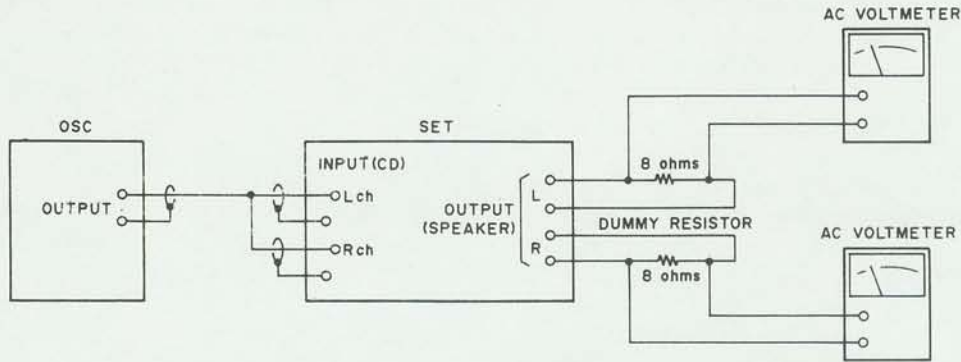 AC VOLTMETER
OSC
SET
INPUT(CD)
8 ohms
Lch
OUTPUT
L
OUTPUT
(SPEAKER)
DUMMY RESISTOR
AC VOLTMETER
Rch
R
8 ohms